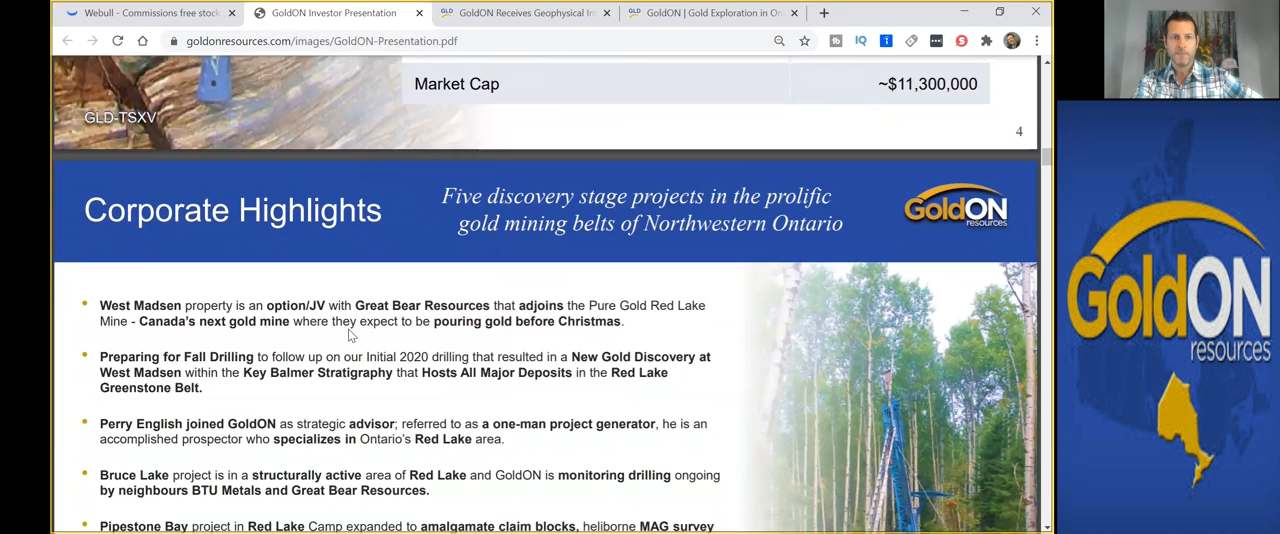 Webull - Commissions free stock
GoldON Investor Presentation
GoldON Receives Geophysical In
GoldON | Gold Exploration in On
goldonresources.com/images/GoldON-Presentation.pdf
Market Cap
~$11,300,000
GLD-TSXV
4
Corporate Highlights
Five discovery stage projects in the prolific
gold mining belts of Northwestern Ontario
GoldON
resources
• West Madsen property is an option/JV with Great Bear Resources that adjoins the Pure Gold Red Lake
Mine - Canada's next gold mine where they expect to be pouring gold before Christmas.
• Preparing for Fall Drilling to follow up on our Initial 2020 drilling that resulted in a New Gold Discovery at
West Madsen within the Key Balmer Stratigraphy that Hosts All Major Deposits in the Red Lake
Greenstone Belt.
• Perry English joined GoldON as strategic advisor; referred to as a one-man project generator, he is an
accomplished prospector who specializes in Ontario's Red Lake area.
• Bruce Lake project is in a structurally active area of Red Lake and GoldON is monitoring drilling ongoing
by neighbours BTU Metals and Great Bear Resources.
• Pipestone Bay project in Red Lake Camp expanded to amalgamate claim blocks, heliborne MAG survey
GoldON
resources